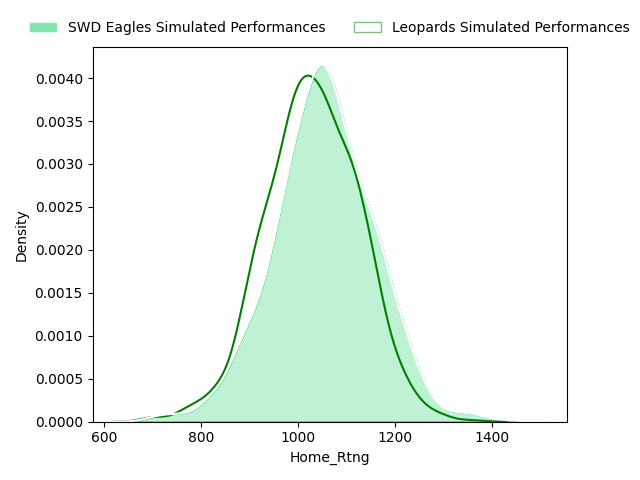 SWD Eagles Simulated Performances
Leopards Simulated Performances
Density
0.0040
0.0035
0.0030
0.0025
0.0020
0.0015
0.0010
0.0005
0.0000
600 800 1000 1200 1400
Home_Rtng